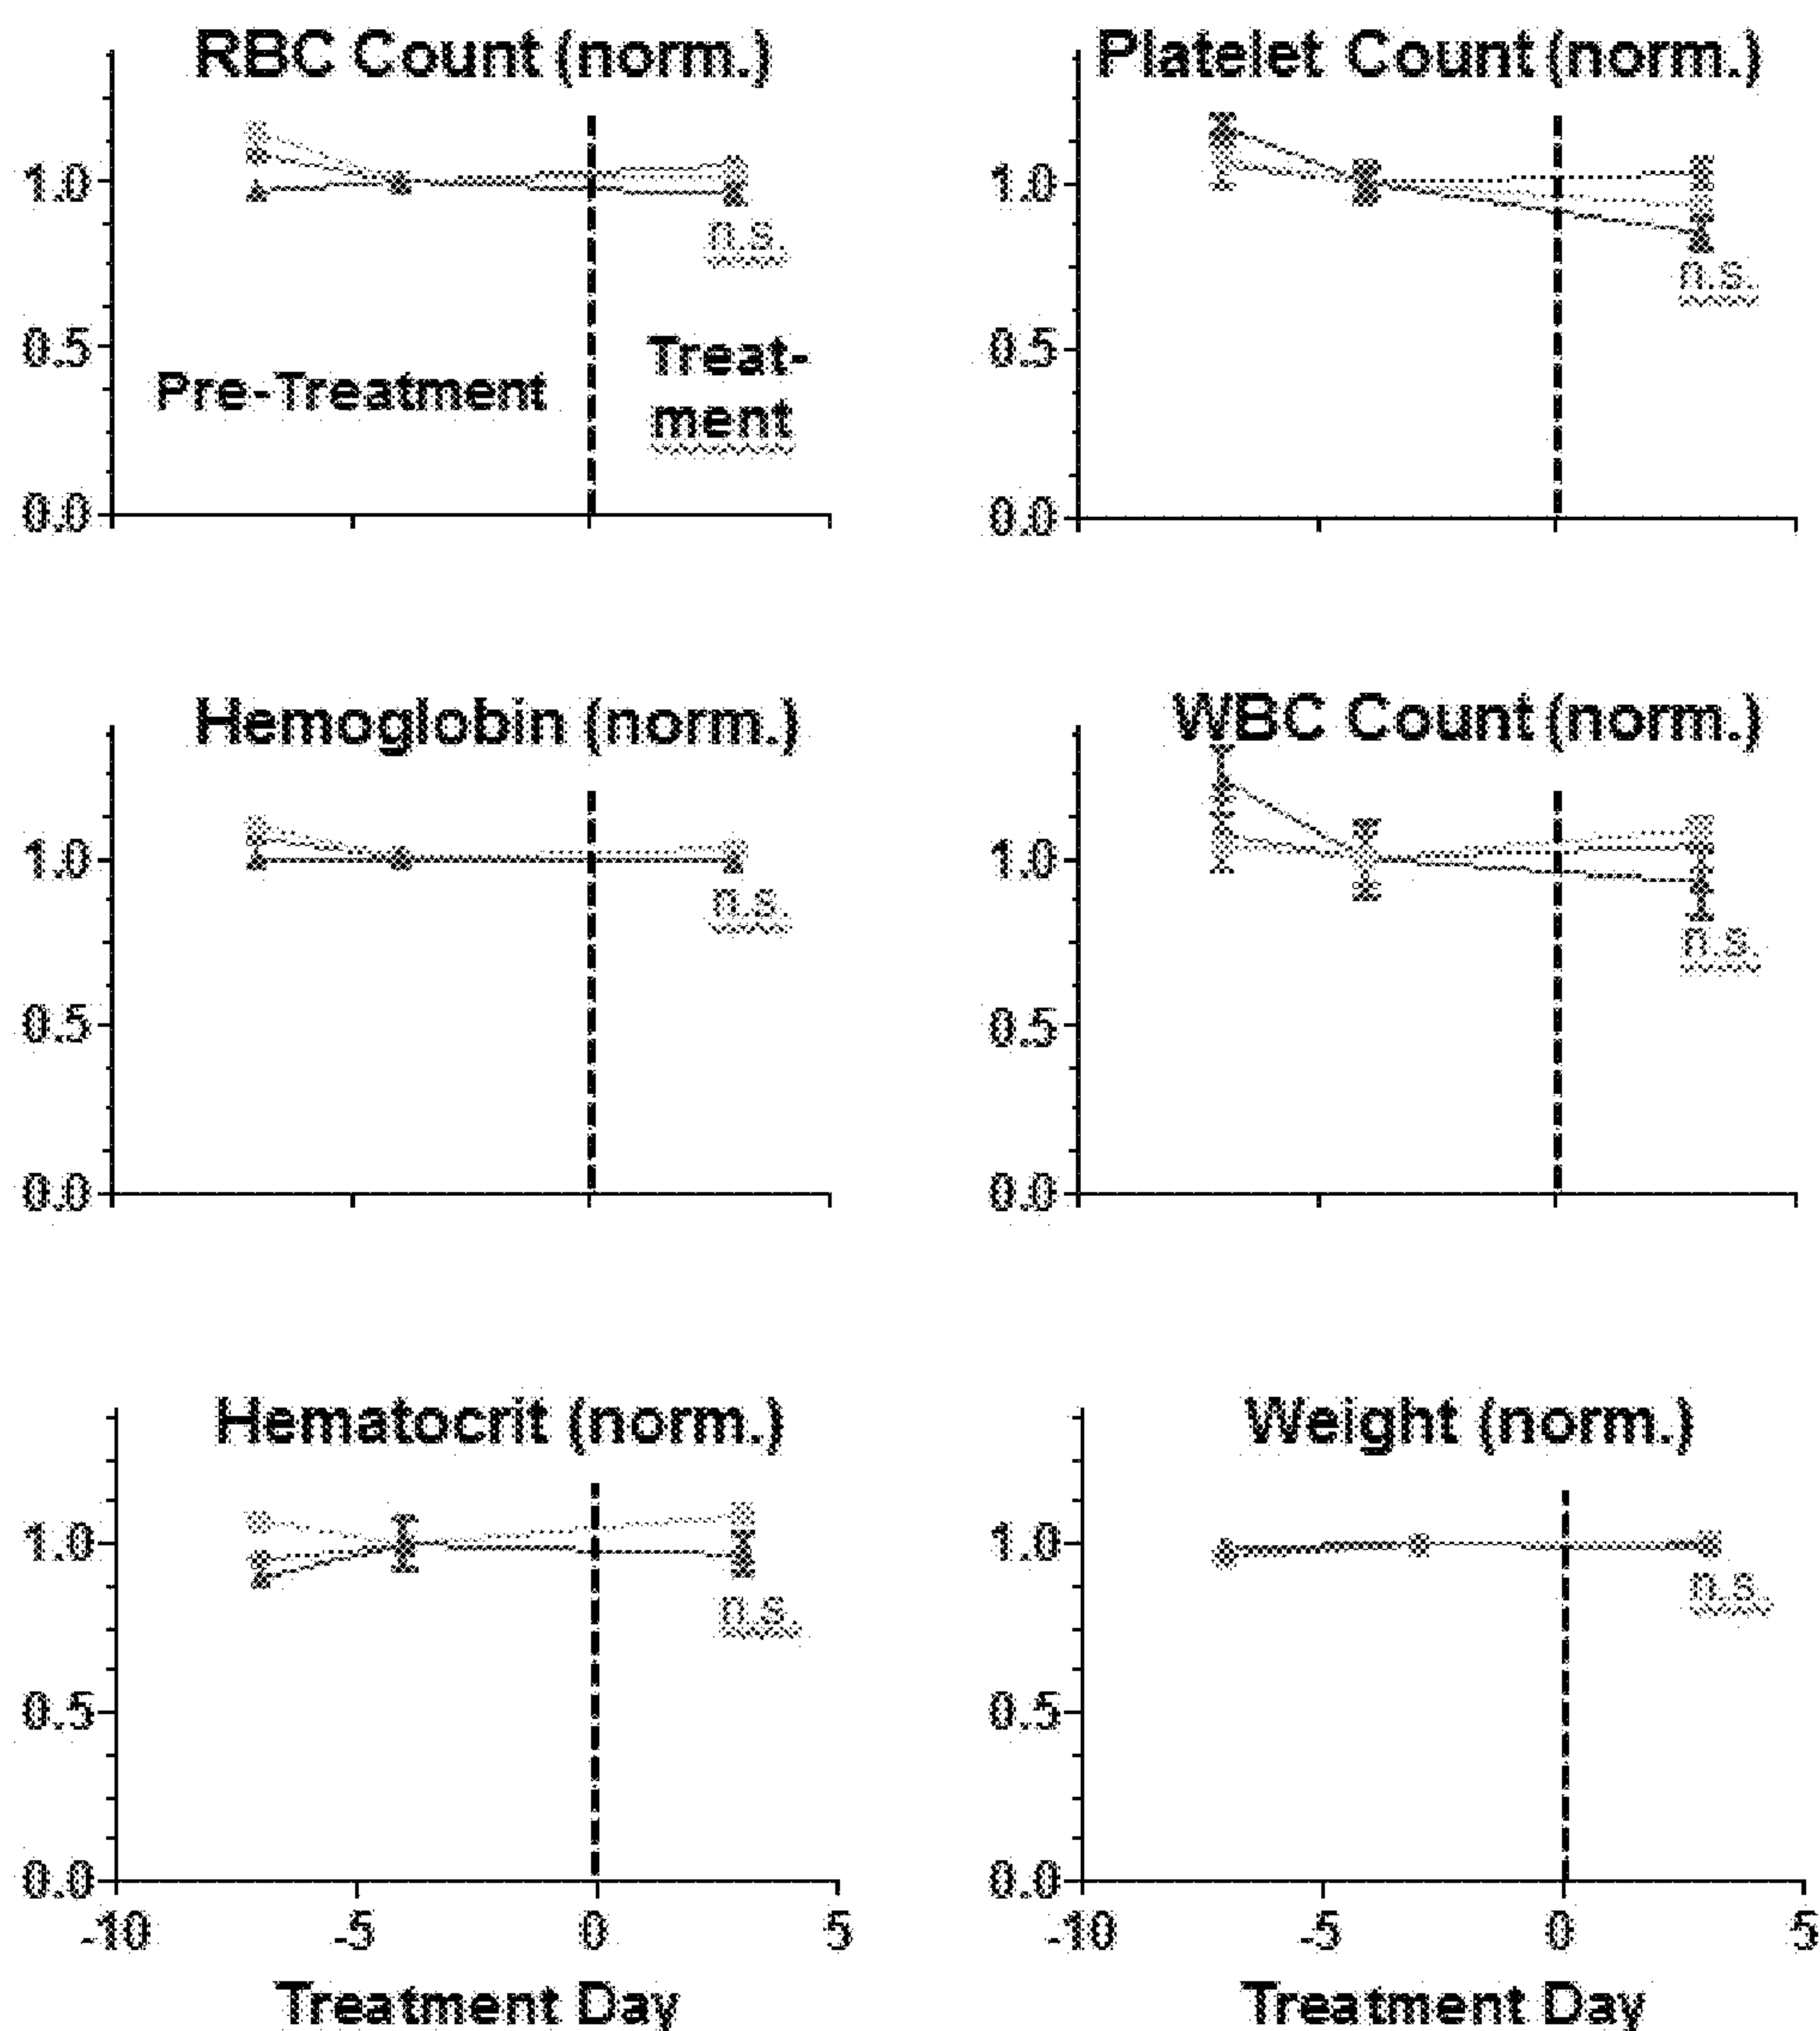 RBC Count (norm.)
1.0
0.5
0.0
n.s.
Pre-Treatment
Treat-
ment
Platelet Count (norm.)
1.0
0.5
0.0
n.s.
Hemoglobin (norm.)
1.0
0.5
0.0
n.s.
WBC Count (norm.)
1.0
0.5
0.0
n.s.
Hematocrit (norm.)
1.0
0.5
0.0
n.s.
-10 -5 0 5
Treatment Day
Weight (norm.)
1.0
0.5
0.0
n.s.
-10 -5 0 5
Treatment Day